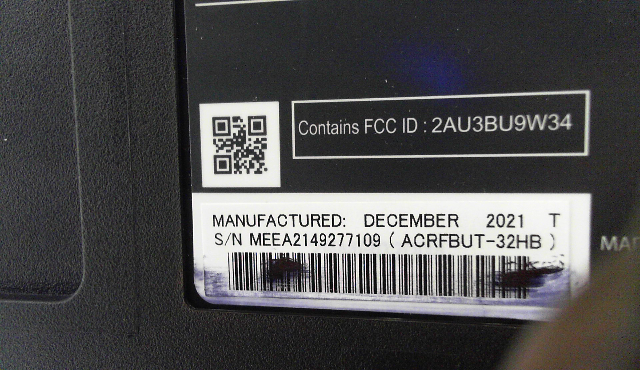 Contains FCC ID : 2AU3BU9W34
MANUFACTURED: DECEMBER 2021 T
S/N MEEA2149277109 ( ACRFBUT-32HB )